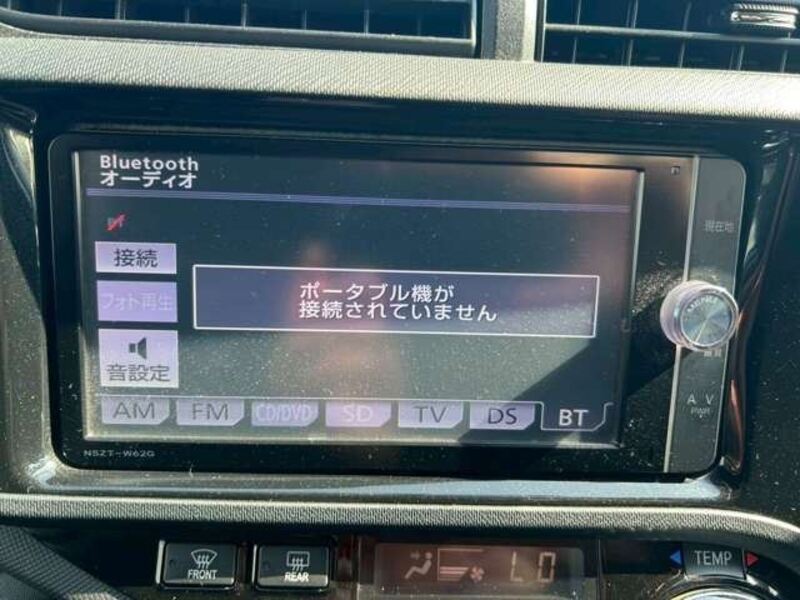 Bluetooth
オーディオ
BT
接続
フォト再生
音設定
ポータブル機が
接続されていません
AM FM CD/DVD SD TV DS BT
NSZT-W62G
現在地
AV
PWR
FRONT
REAR
LO
TEMP